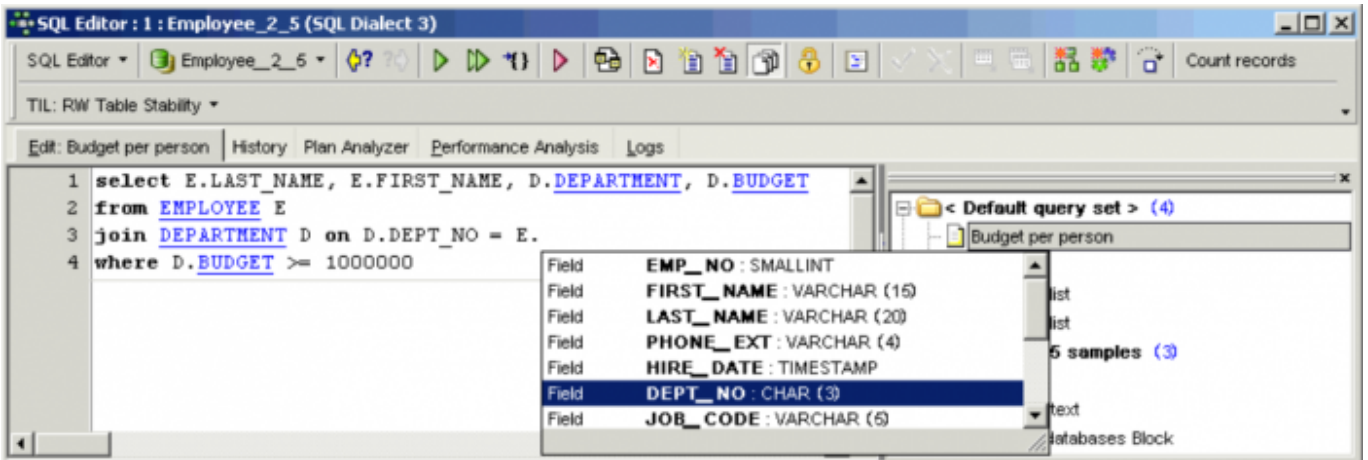 SQL Editor : 1 : Employee_2_5 (SQL Dialect 3)
SQL Editor Employee_2_5 Count records
TIL: RW Table Stability
Edit: Budget per person History Plan Analyzer Performance Analysis Logs
1 select E.LAST_NAME, E.FIRST_NAME, D.DEPARTMENT, D.BUDGET
2 from EMPLOYEE E
3 join DEPARTMENT D on D.DEPT_NO = E.
4 where D.BUDGET >= 1000000
Field EMP_NO : SMALLINT
Field FIRST_NAME : VARCHAR (15)
Field LAST_NAME : VARCHAR (20)
Field PHONE_EXT : VARCHAR (4)
Field HIRE_DATE : TIMESTAMP
Field DEPT_NO : CHAR (3)
Field JOB_CODE : VARCHAR (5)
< Default query set > (4)
Budget per person
list
list
5 samples (3)
text
databases Block